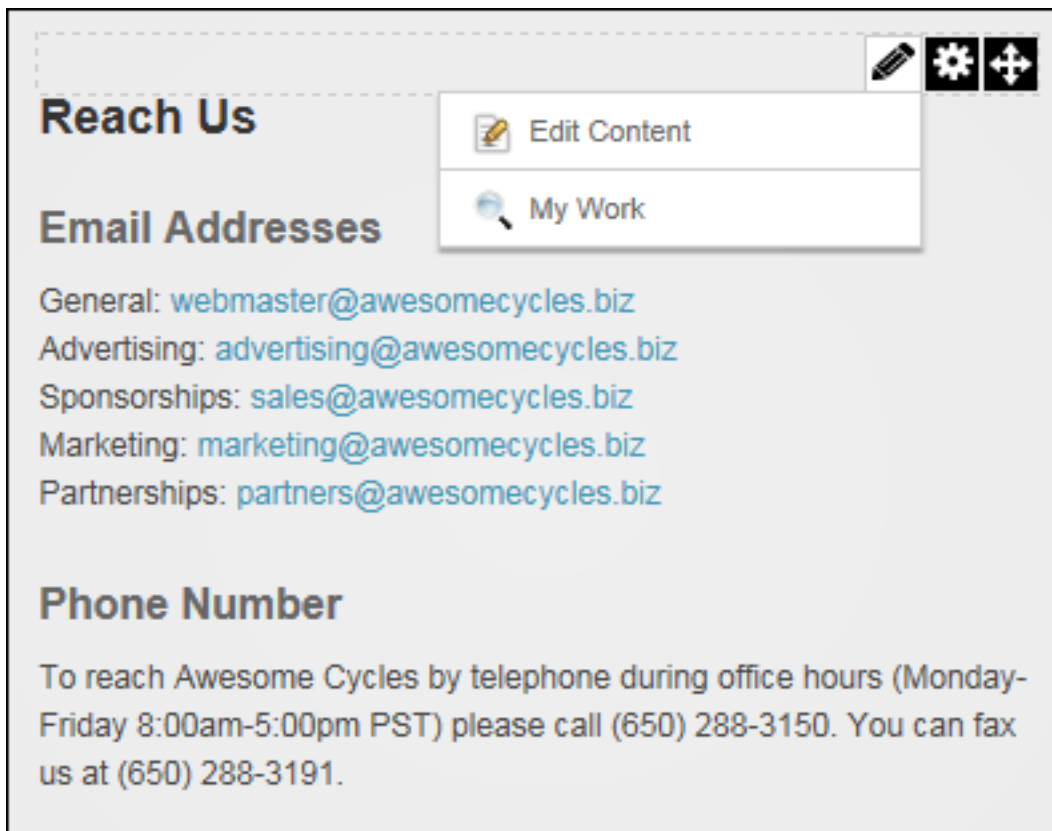 Reach Us
Edit Content
My Work
Email Addresses
General: webmaster@awesomecycles.biz
Advertising: advertising@awesomecycles.biz
Sponsorships: sales@awesomecycles.biz
Marketing: marketing@awesomecycles.biz
Partnerships: partners@awesomecycles.biz
Phone Number
To reach Awesome Cycles by telephone during office hours (Monday-
Friday 8:00am-5:00pm PST) please call (650) 288-3150. You can fax
us at (650) 288-3191.